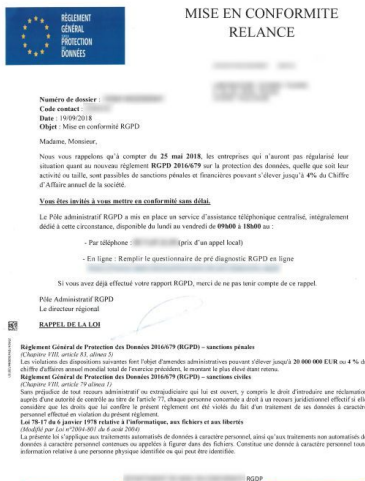 RÈGLEMENT
GÉNÉRAL
PROTECTION
DONNÉES
MISE EN CONFORMITE
RELANCE
Numéro de dossier :
Code contact :
Date : 19/09/2018
Objet : Mise en conformité RGPD
Madame, Monsieur,
Nous vous rappelons qu'à compter du 25 mai 2018, les entreprises qui n'auront pas régularisé leur
situation quant au nouveau règlement RGPD 2016/679 sur la protection des données, quelle que soit leur
activité ou taille, sont passibles de sanctions pénales et financières pouvant s'élever jusqu'à 4% du Chiffre
d'Affaire annuel de la société.
Vous êtes invités à vous mettre en conformité sans délai.
Le Pôle administratif RGPD a mis en place un service d'assistance téléphonique centralisé, intégralement
dédié à cette circonstance, disponible du lundi au vendredi de 09h00 à 18h00 au :
- Par téléphone : (prix d'un appel local)
- En ligne : Remplir le questionnaire de pré diagnostic RGPD en ligne
Si vous avez déjà effectué votre rapport RGPD, merci de ne pas tenir compte de ce rappel.
Pôle Administratif RGPD
Le directeur régional
RAPPEL DE LA LOI
Règlement Général de Protection des Données 2016/679 (RGPD) – sanctions pénales
(Chapitre VIII, article 83, alinea 5)
Les violations des dispositions suivantes font l'objet d'amendes administratives pouvant s'élever jusqu'à 20 000 000 EUR ou 4 % du
chiffre d'affaires annuel mondial total de l'exercice précédent, le montant le plus élevé étant retenu.
Règlement Général de Protection des Données 2016/679 (RGPD) – sanctions civiles
(Chapitre VIII, article 79 alinea 1)
Sans préjudice de tout recours administratif ou extrajudiciaire qui lui est ouvert, y compris le droit d'introduire une réclamation
auprès d'une autorité de contrôle au titre de l'article 77, chaque personne concernée a droit à un recours juridictionnel effectif si elle
considère que les droits que lui confère le présent règlement ont été violés du fait d'un traitement de ses données à caractère
personnel effectué en violation du présent règlement.
Loi 78-17 du 6 janvier 1978 relative à l'informatique, aux fichiers et aux libertés
(Modifié par Loi n°2004-801 du 6 août 2004)
La présente loi s'applique aux traitements automatisés de données à caractère personnel, ainsi qu'aux traitements non automatisés de
données à caractère personnel contenues ou appelées à figurer dans des fichiers. Constitue une donnée à caractère personnel toute
information relative à une personne physique identifiée ou qui peut être identifiée.
RGPD